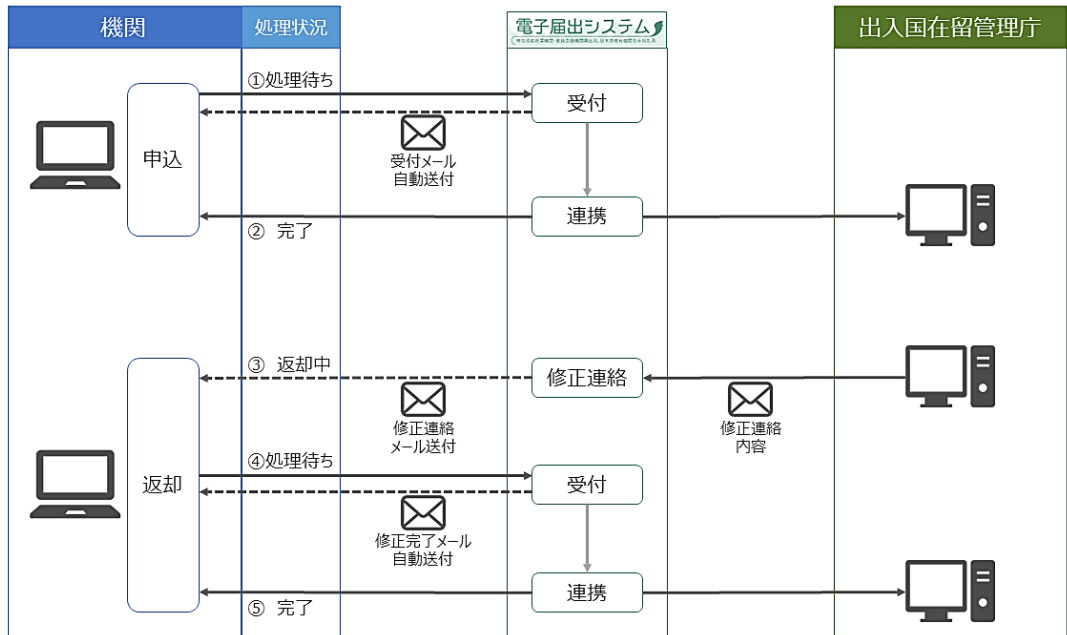 機関
処理状況
電子届出システム
出入国在留管理庁
①処理待ち
受付
申込
受付メール
自動送付
連携
② 完了
③ 返却中
修正連絡
修正連絡
メール送付
修正連絡
内容
④処理待ち
返却
受付
修正完了メール
自動送付
連携
⑤ 完了